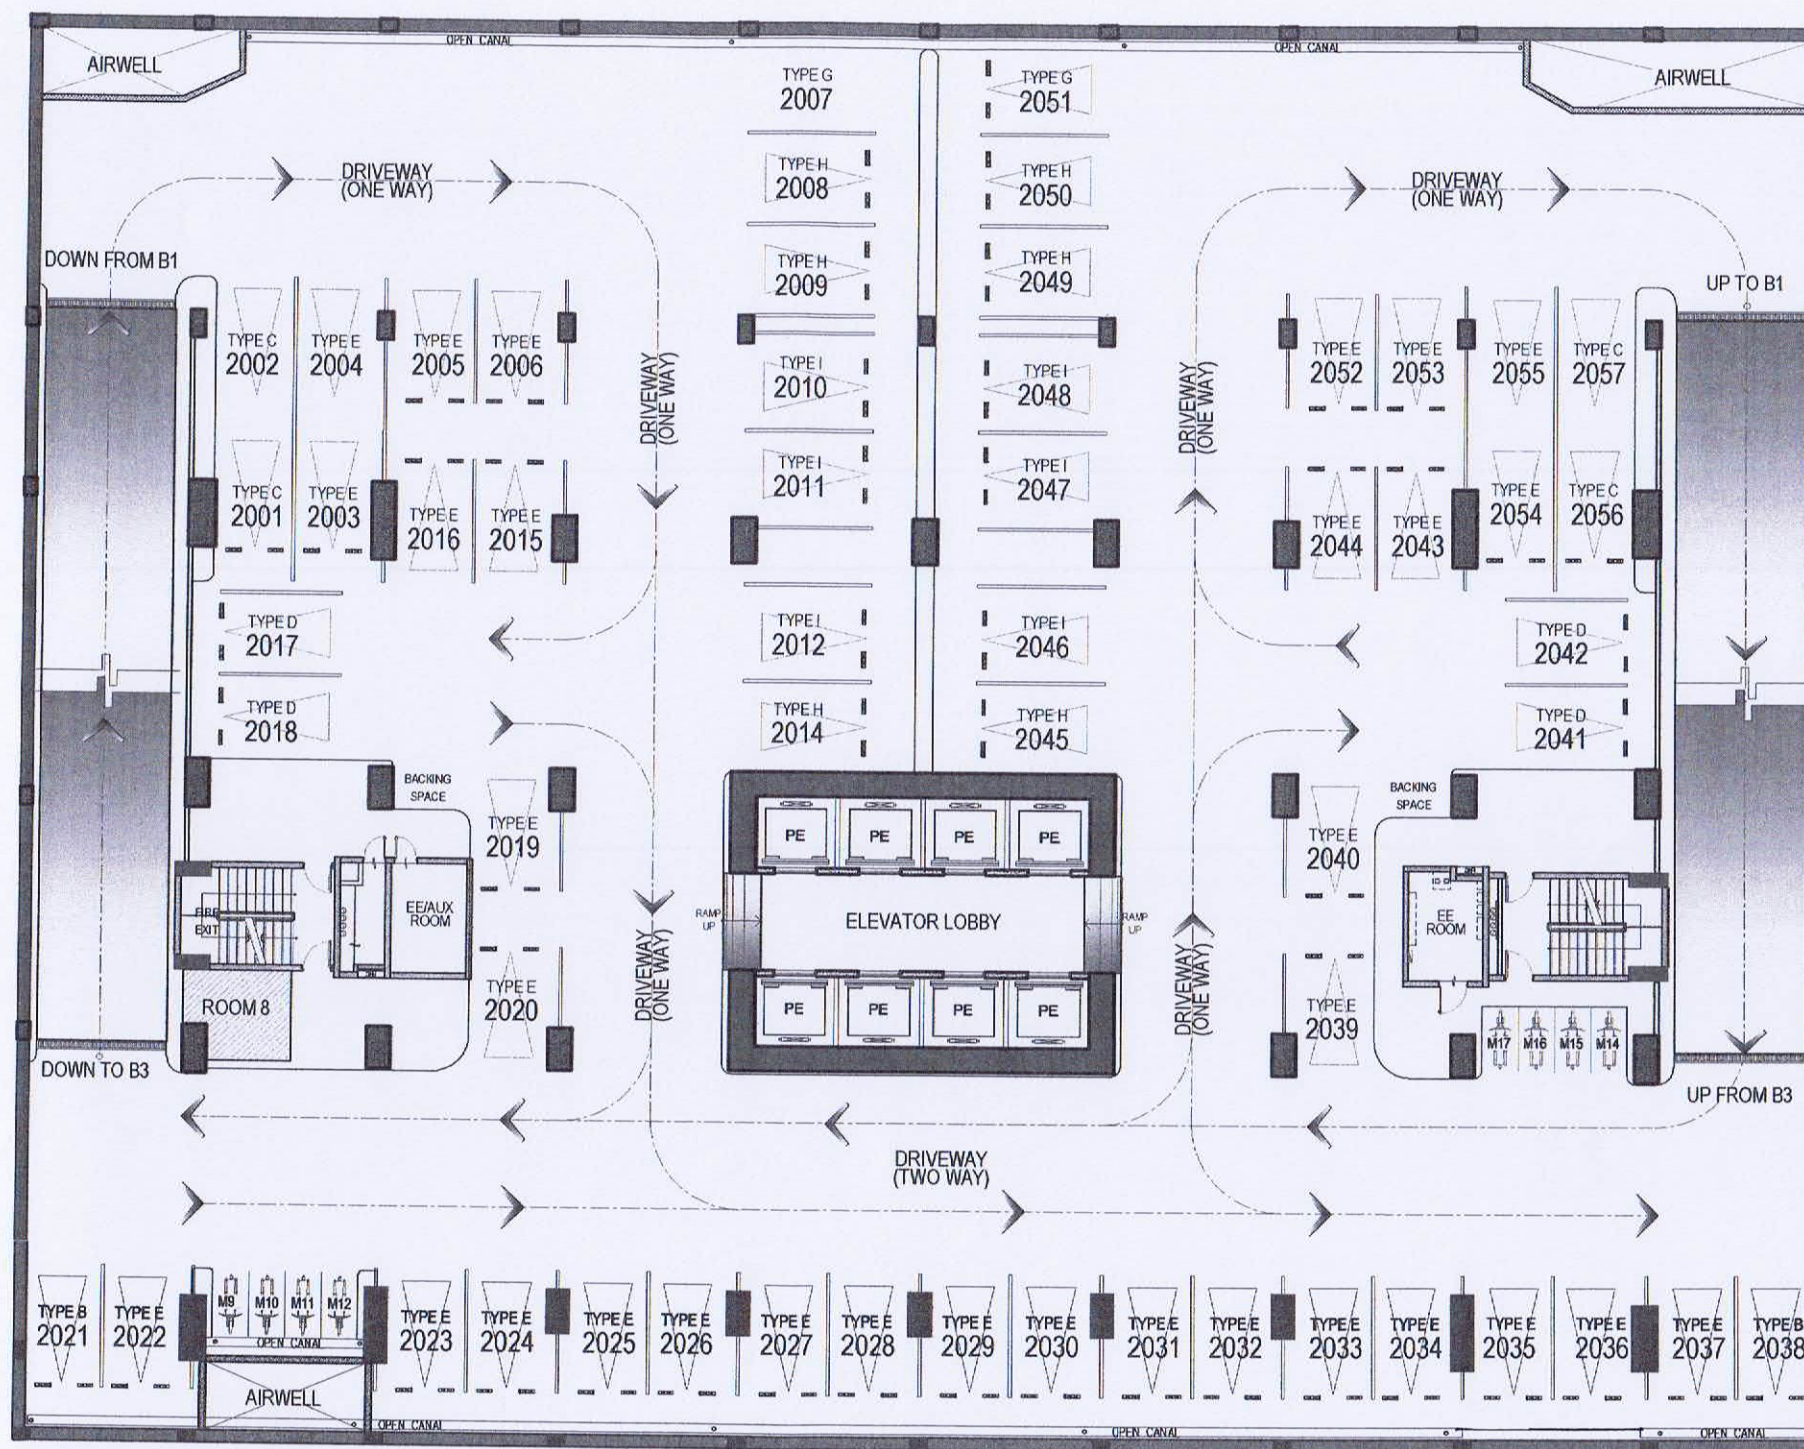 OPEN CANAL
OPEN CANAL
AIRWELL
AIRWELL
TYPE G
2007
TYPE G
2051
DRIVEWAY
(ONE WAY)
TYPE H
2008
TYPE H
2050
DRIVEWAY
(ONE WAY)
DOWN FROM B1
TYPE H
2009
TYPE H
2049
UP TO B1
TYPE C
2002
TYPE E
2004
TYPE E
2005
TYPE E
2006
DRIVEWAY
(ONE WAY)
TYPE I
2010
TYPE I
2048
DRIVEWAY
(ONE WAY)
TYPE E
2052
TYPE E
2053
TYPE E
2055
TYPE C
2057
TYPE I
2011
TYPE I
2047
TYPE C
2001
TYPE E
2003
TYPE E
2016
TYPE E
2015
TYPE E
2044
TYPE E
2043
TYPE E
2054
TYPE C
2056
TYPE D
2017
TYPE I
2012
TYPE I
2046
TYPE D
2042
TYPE D
2018
TYPE H
2014
TYPE H
2045
TYPE D
2041
BACKING
SPACE
BACKING
SPACE
TYPE E
2019
PE
PE
PE
PE
TYPE E
2040
FIRE
EXIT
EE/AUX
ROOM
DRIVEWAY
(ONE WAY)
RAMP
UP
ELEVATOR LOBBY
RAMP
UP
DRIVEWAY
(ONE WAY)
EE
ROOM
ROOM 8
TYPE E
2020
PE
PE
PE
PE
TYPE E
2039
M17
M16
M15
M14
DOWN TO B3
UP FROM B3
DRIVEWAY
(TWO WAY)
TYPE B
2021
TYPE E
2022
M9
M10
M11
M12
OPEN CANAL
TYPE E
2023
TYPE E
2024
TYPE E
2025
TYPE E
2026
TYPE E
2027
TYPE E
2028
TYPE E
2029
TYPE E
2030
TYPE E
2031
TYPE E
2032
TYPE E
2033
TYPE E
2034
TYPE E
2035
TYPE E
2036
TYPE E
2037
TYPE B
2038
AIRWELL
OPEN CANAL
OPEN CANAL
OPEN CANAL